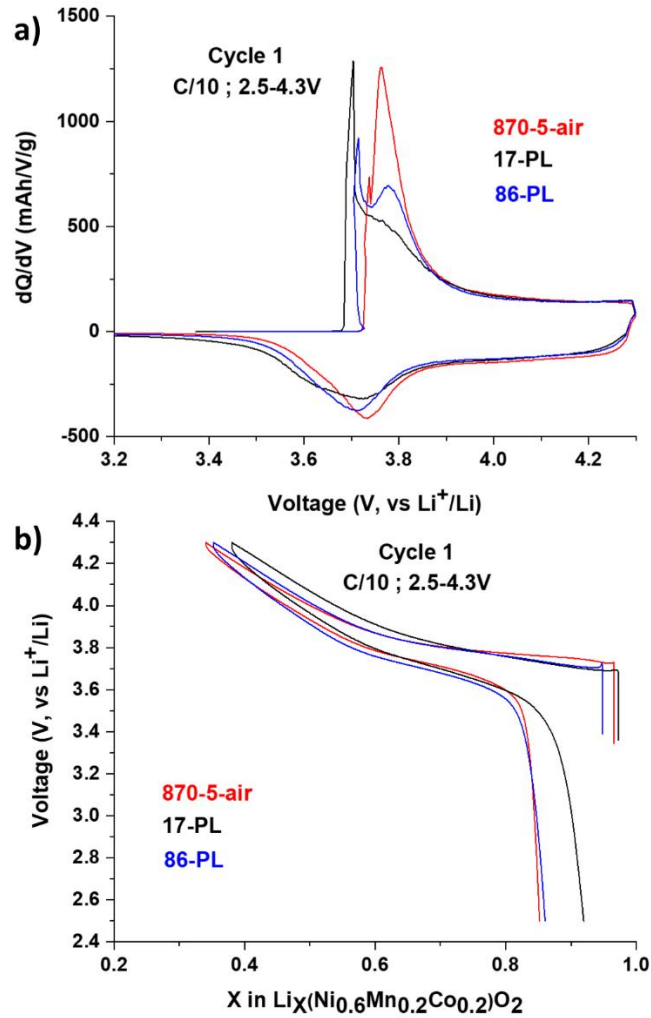 a)
1500
1000
500
0
-500
dQ/dV (mAh/V/g)
Cycle 1
C/10 ; 2.5-4.3V
870-5-air
17-PL
86-PL
3.2 3.4 3.6 3.8 4.0 4.2
Voltage (V, vs Li⁺/Li)
b)
4.4
4.2
4.0
3.8
3.6
3.4
3.2
3.0
2.8
2.6
2.4
Voltage (V, vs Li⁺/Li)
Cycle 1
C/10 ; 2.5-4.3V
870-5-air
17-PL
86-PL
0.2 0.4 0.6 0.8 1.0
X in Liₓ(Ni₀.₆Mn₀.₂Co₀.₂)O₂